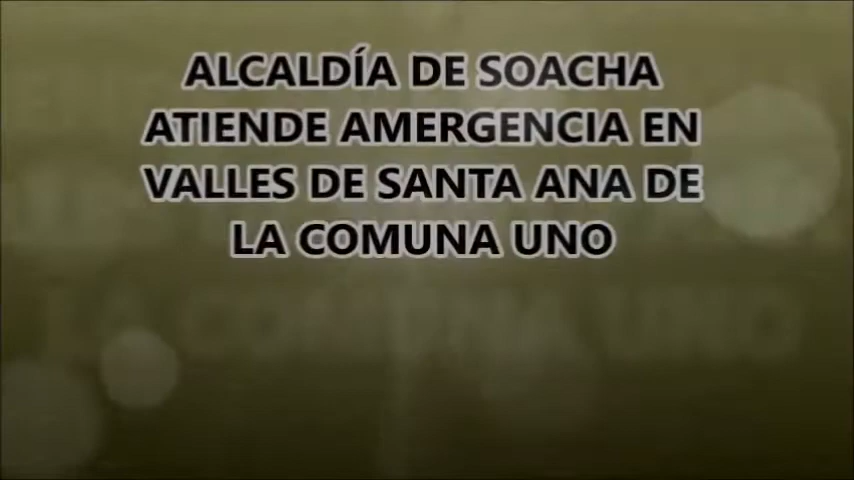 ALCALDÍA DE SOACHA
ATIENDE AMERGENCIA EN
VALLES DE SANTA ANA DE
LA COMUNA UNO